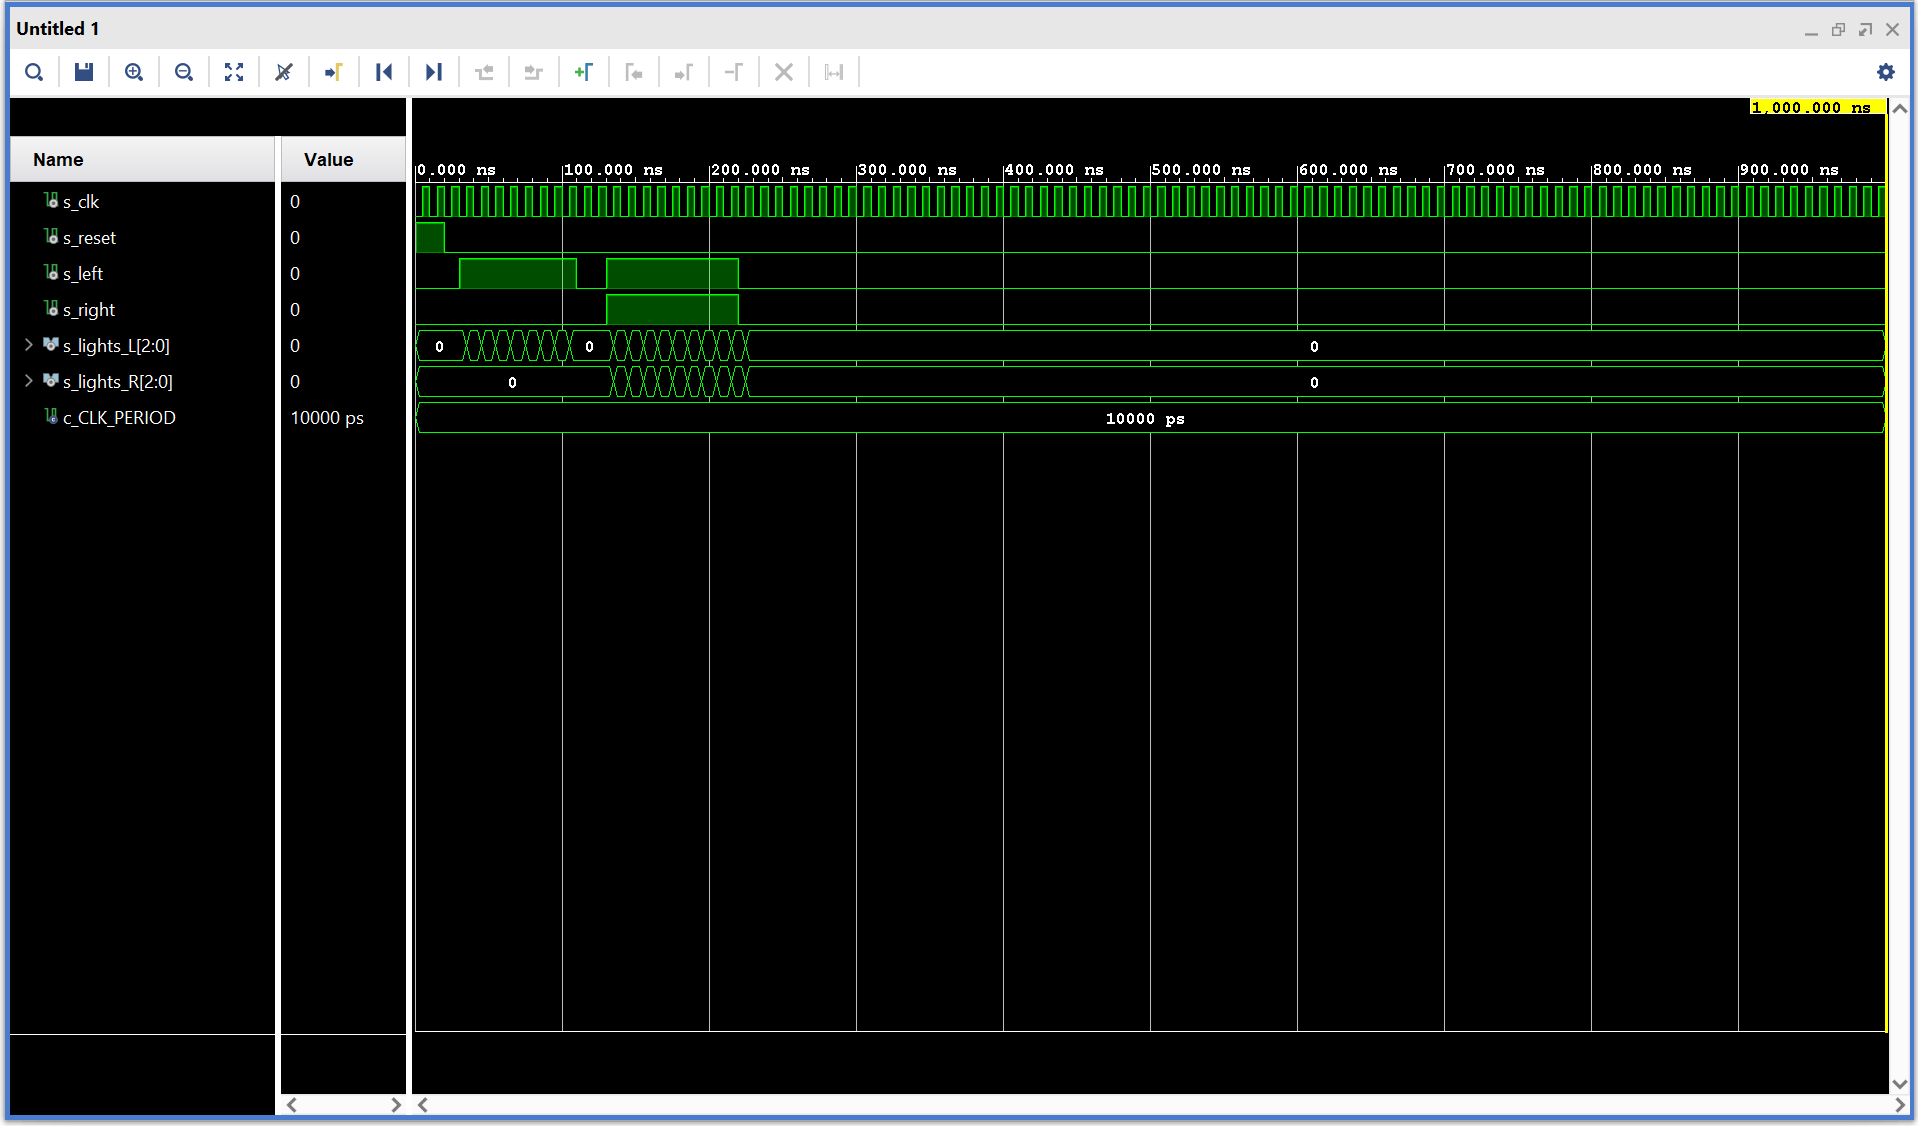 Untitled 1
1,000.000 ns
Name Value
0.000 ns 100.000 ns 200.000 ns 300.000 ns 400.000 ns 500.000 ns 600.000 ns 700.000 ns 800.000 ns 900.000 ns
s_clk 0
s_reset 0
s_left 0
s_right 0
s_lights_L[2:0] 0 0 0 0
s_lights_R[2:0] 0 0 0
c_CLK_PERIOD 10000 ps 10000 ps